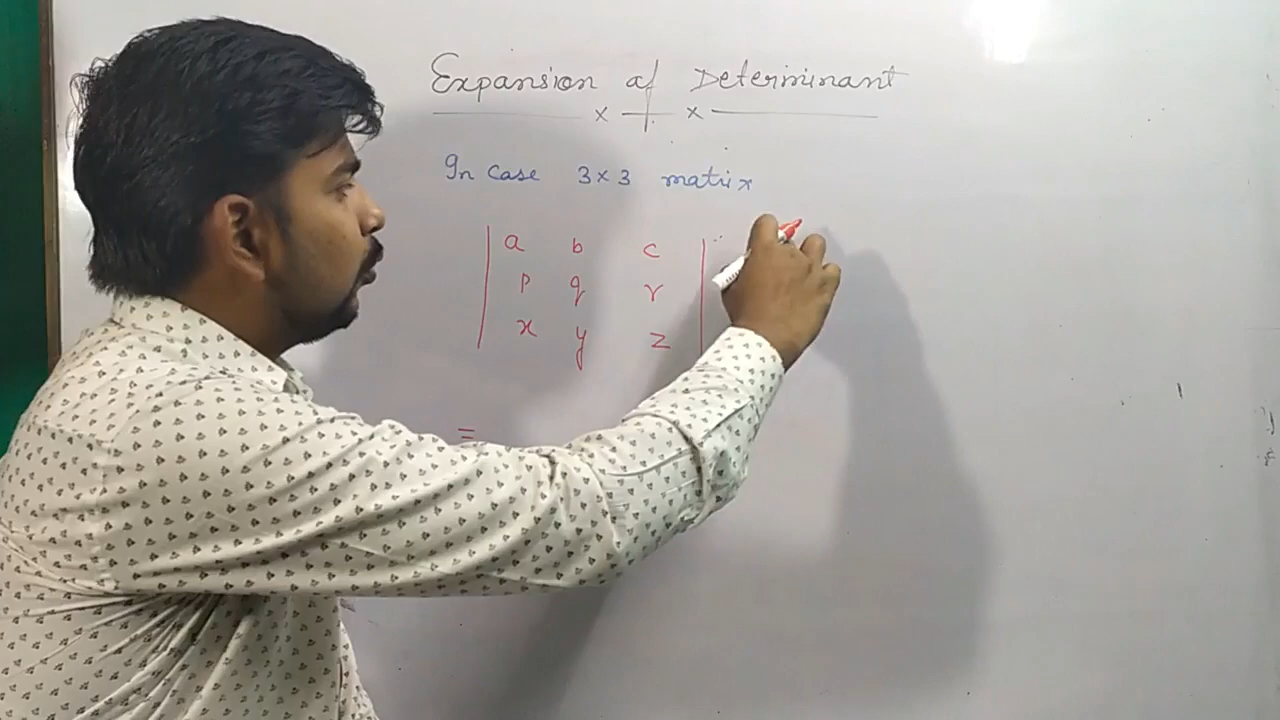 Expansion of Determinant
In case 3×3 matrix
a b c
p q r
x y z
=